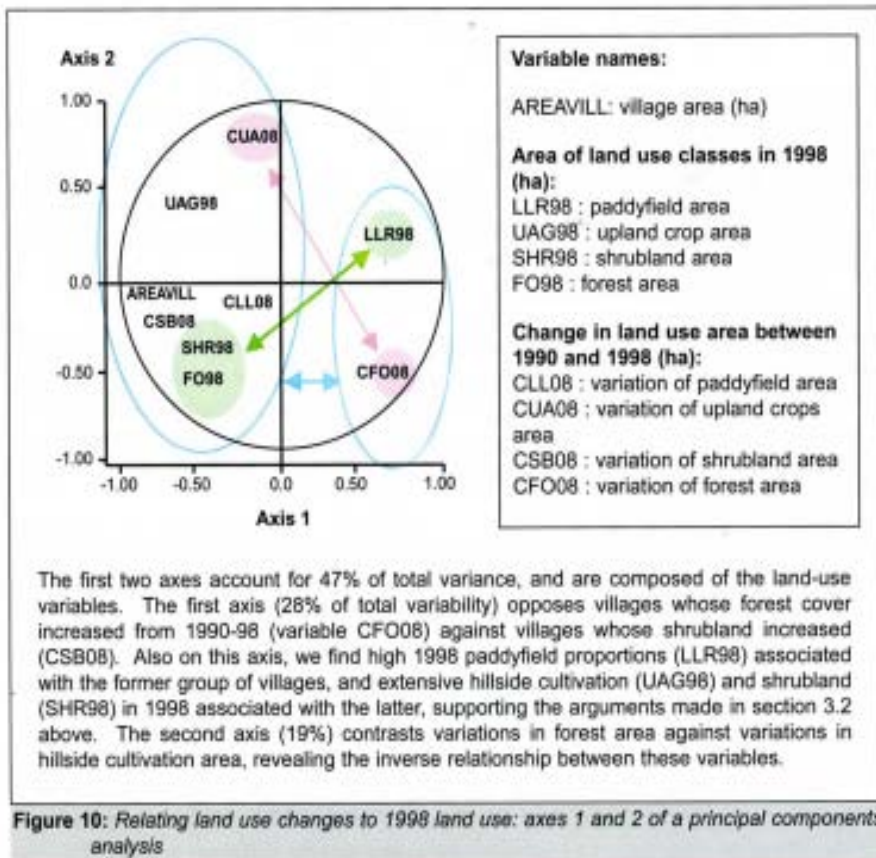 Axis 2
1.00
0.50
0.0
-0.50
-1.00
CUA08
UAG98
LLR98
AREAVILL
CLL08
CSB08
SHR98
FO98
CFO08
-1.00
-0.50
0.0
0.50
1.00
Axis 1
Variable names:
AREAVILL: village area (ha)
Area of land use classes in 1998
(ha):
LLR98 : paddyfield area
UAG98 : upland crop area
SHR98 : shrubland area
FO98 : forest area
Change in land use area between
1990 and 1998 (ha):
CLL08 : variation of paddyfield area
CUA08 : variation of upland crops
area
CSB08 : variation of shrubland area
CFO08 : variation of forest area
The first two axes account for 47% of total variance, and are composed of the land-use
variables. The first axis (28% of total variability) opposes villages whose forest cover
increased from 1990-98 (variable CFO08) against villages whose shrubland increased
(CSB08). Also on this axis, we find high 1998 paddyfield proportions (LLR98) associated
with the former group of villages, and extensive hillside cultivation (UAG98) and shrubland
(SHR98) in 1998 associated with the latter, supporting the arguments made in section 3.2
above. The second axis (19%) contrasts variations in forest area against variations in
hillside cultivation area, revealing the inverse relationship between these variables.
Figure 10: Relating land use changes to 1998 land use: axes 1 and 2 of a principal components
analysis